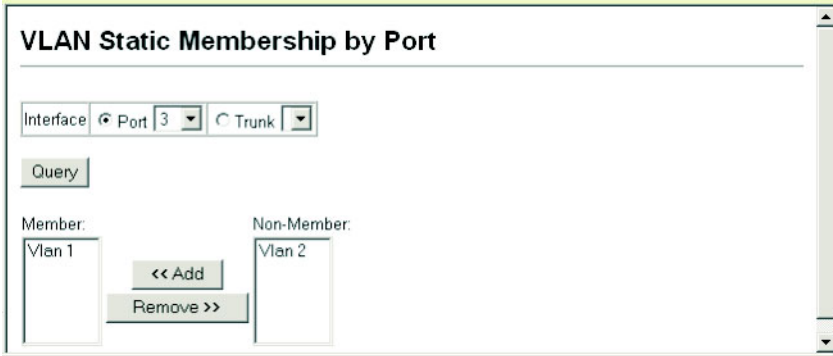 VLAN Static Membership by Port
Interface Port 3 Trunk
Query
Member: Non-Member:
Vlan 1 Vlan 2
<< Add
Remove >>